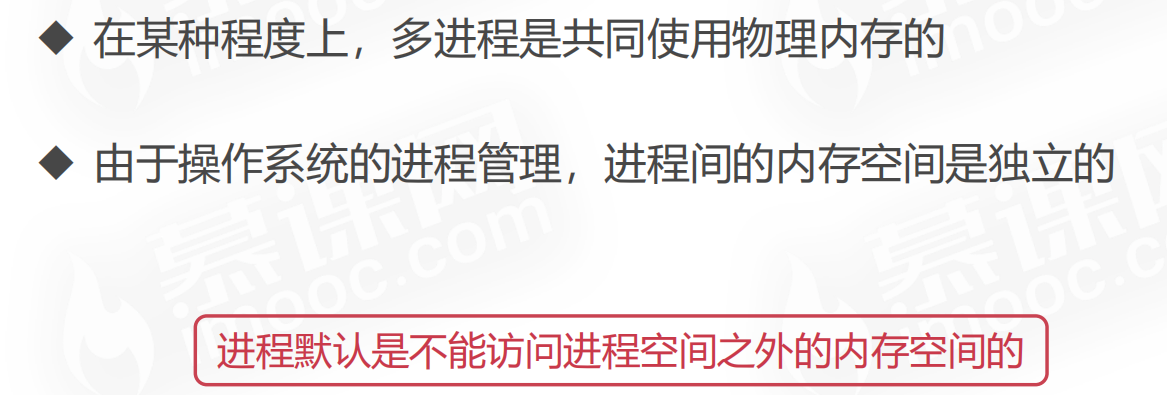 ◆ 在某种程度上，多进程是共同使用物理内存的
◆ 由于操作系统的进程管理，进程间的内存空间是独立的
进程默认是不能访问进程空间之外的内存空间的
慕课网
imooc.com